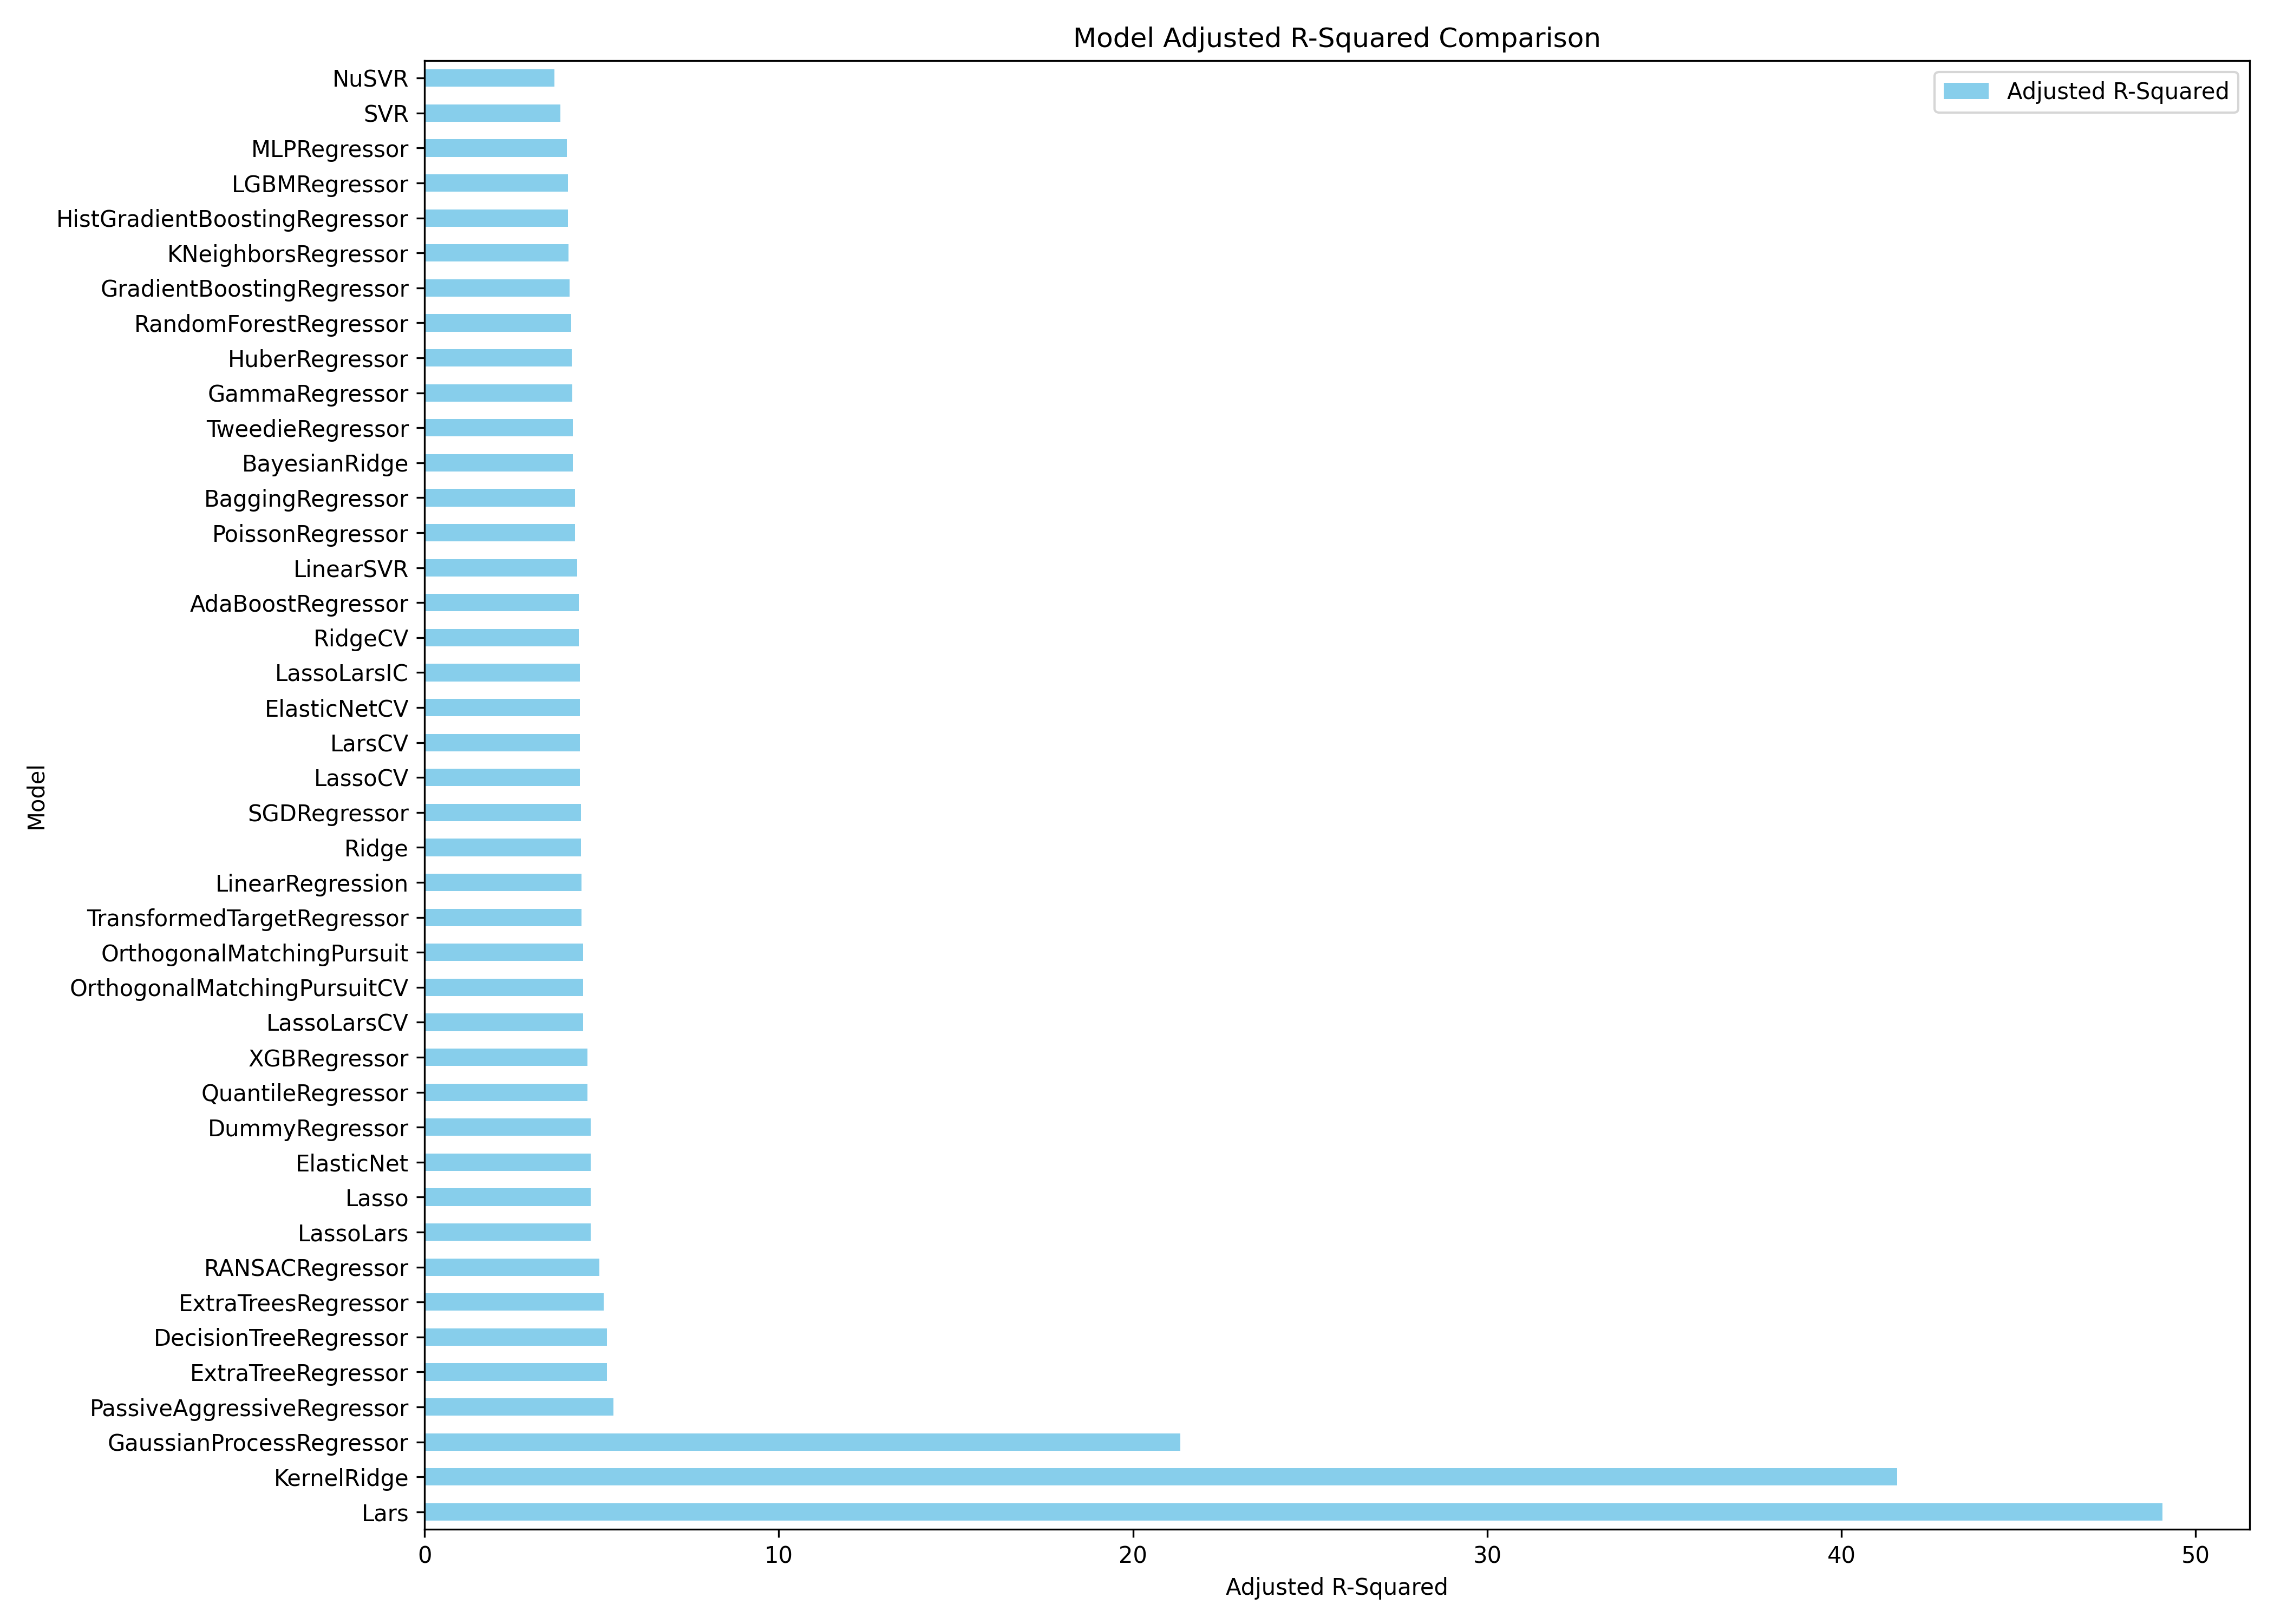 Model Adjusted R-Squared Comparison
Adjusted R-Squared
NuSVR
SVR
MLPRegressor
LGBMRegressor
HistGradientBoostingRegressor
KNeighborsRegressor
GradientBoostingRegressor
RandomForestRegressor
HuberRegressor
GammaRegressor
TweedieRegressor
BayesianRidge
BaggingRegressor
PoissonRegressor
LinearSVR
AdaBoostRegressor
RidgeCV
LassoLarsIC
ElasticNetCV
LarsCV
LassoCV
SGDRegressor
Ridge
LinearRegression
TransformedTargetRegressor
OrthogonalMatchingPursuit
OrthogonalMatchingPursuitCV
LassoLarsCV
XGBRegressor
QuantileRegressor
DummyRegressor
ElasticNet
Lasso
LassoLars
RANSACRegressor
ExtraTreesRegressor
DecisionTreeRegressor
ExtraTreeRegressor
PassiveAggressiveRegressor
GaussianProcessRegressor
KernelRidge
Lars
Model
0 10 20 30 40 50
Adjusted R-Squared